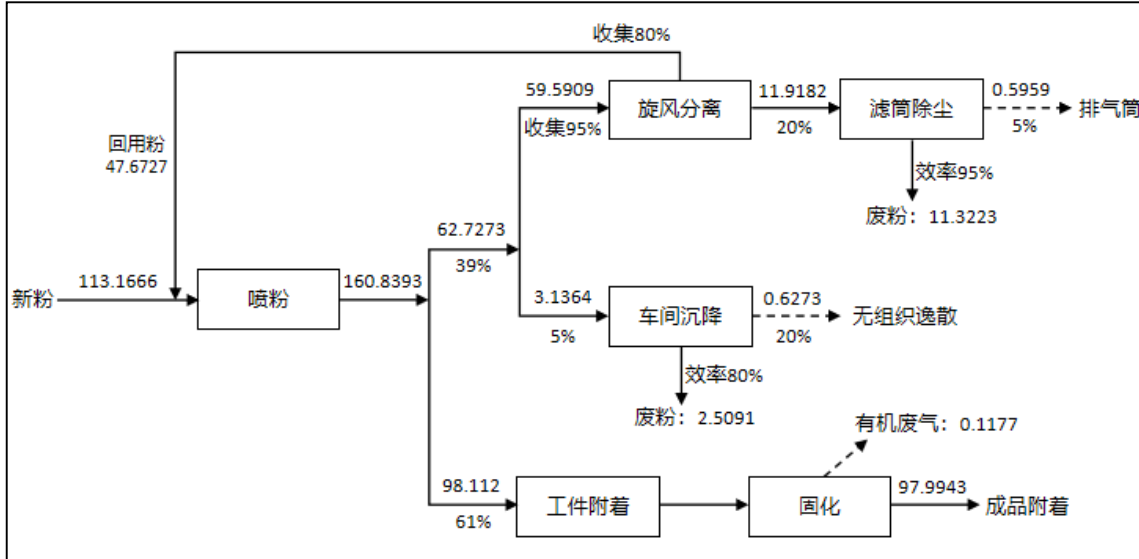 收集80%
59.5909
收集95%
旋风分离
11.9182
20%
滤筒除尘
0.5959
5%
排气筒
回用粉
47.6727
效率95%
废粉：11.3223
62.7273
39%
新粉
113.1666
喷粉
160.8393
3.1364
5%
车间沉降
0.6273
20%
无组织逸散
效率80%
废粉：2.5091
有机废气：0.1177
98.112
61%
工件附着
固化
97.9943
成品附着